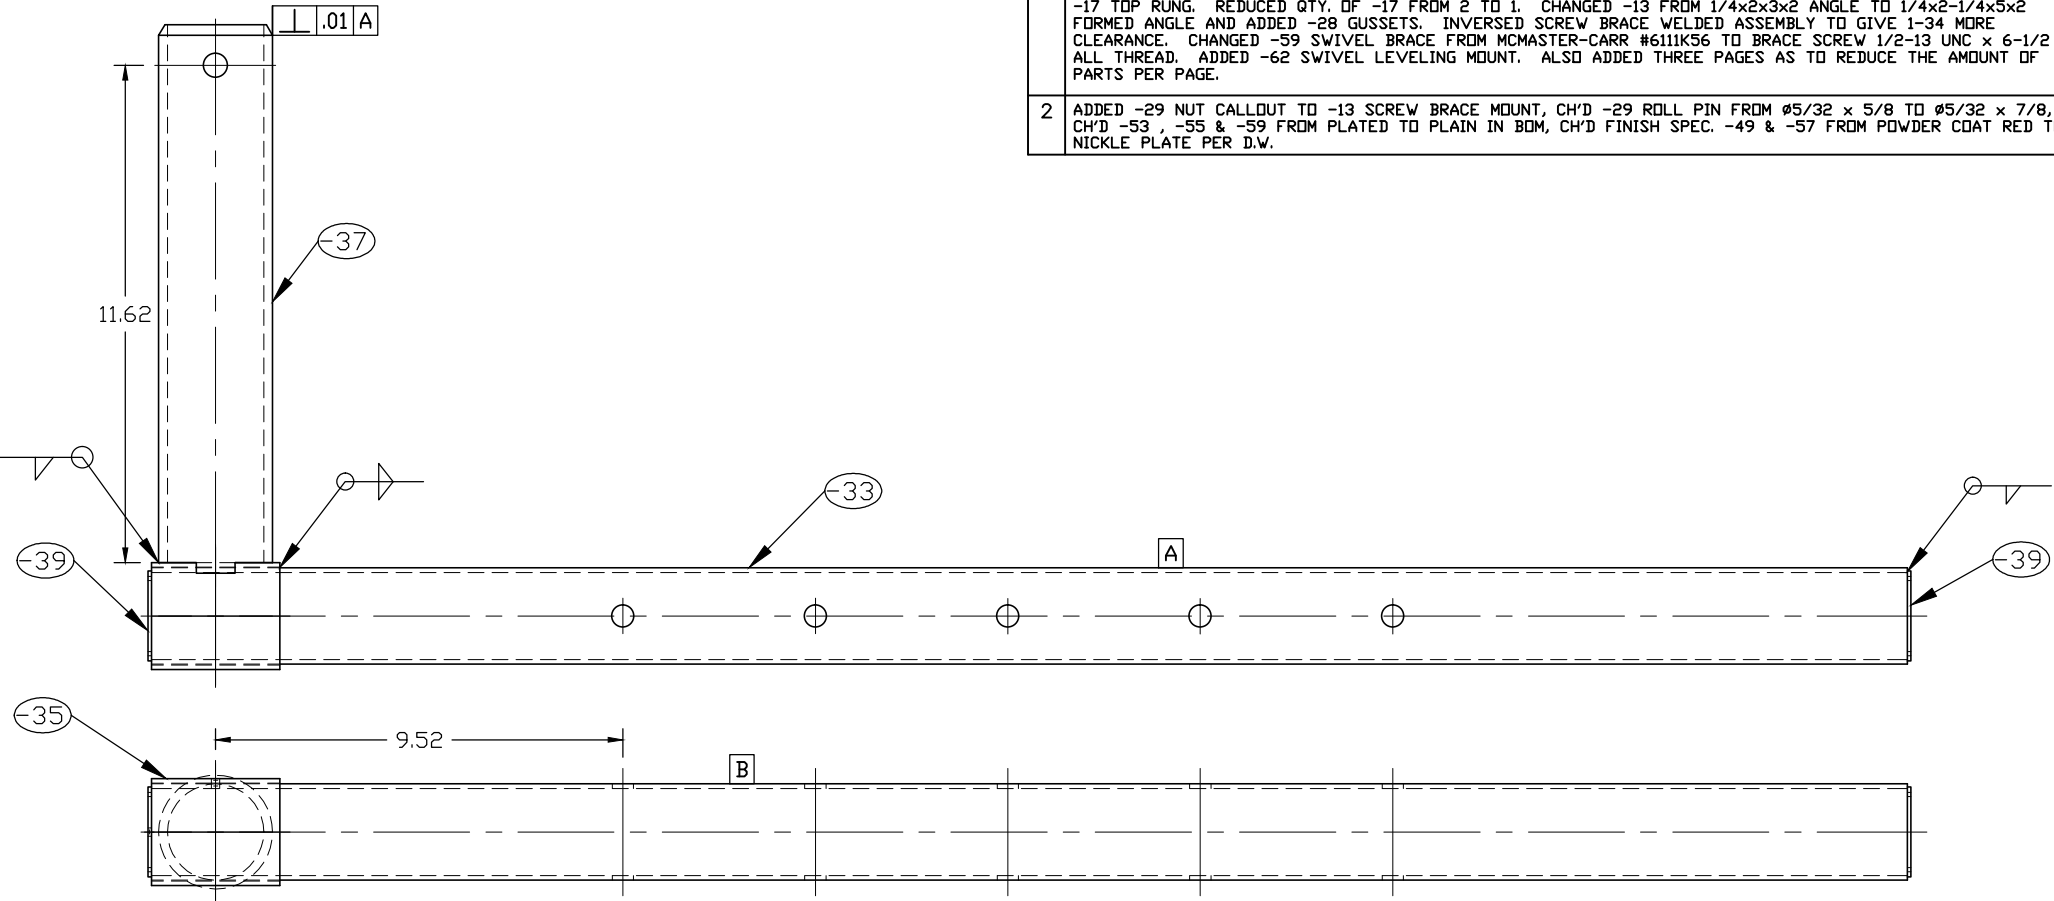 ⊥ .01 A
-17 TOP RUNG. REDUCED QTY. OF -17 FROM 2 TO 1. CHANGED -13 FROM 1/4x2x3x2 ANGLE TO 1/4x2-1/4x5x2
FORMED ANGLE AND ADDED -28 GUSSETS. INVERSED SCREW BRACE WELDED ASSEMBLY TO GIVE 1-34 MORE
CLEARANCE. CHANGED -59 SWIVEL BRACE FROM MCMASTER-CARR #6111K56 TO BRACE SCREW 1/2-13 UNC x 6-1/2
ALL THREAD. ADDED -62 SWIVEL LEVELING MOUNT. ALSO ADDED THREE PAGES AS TO REDUCE THE AMOUNT OF
PARTS PER PAGE.
2 ADDED -29 NUT CALLOUT TO -13 SCREW BRACE MOUNT, CH'D -29 ROLL PIN FROM ø5/32 x 5/8 TO ø5/32 x 7/8,
CH'D -53 , -55 & -59 FROM PLATED TO PLAIN IN BOM, CH'D FINISH SPEC. -49 & -57 FROM POWDER COAT RED T
NICKLE PLATE PER D.W.
-37
11.62
-33
-39
A
-39
-35
9.52
B